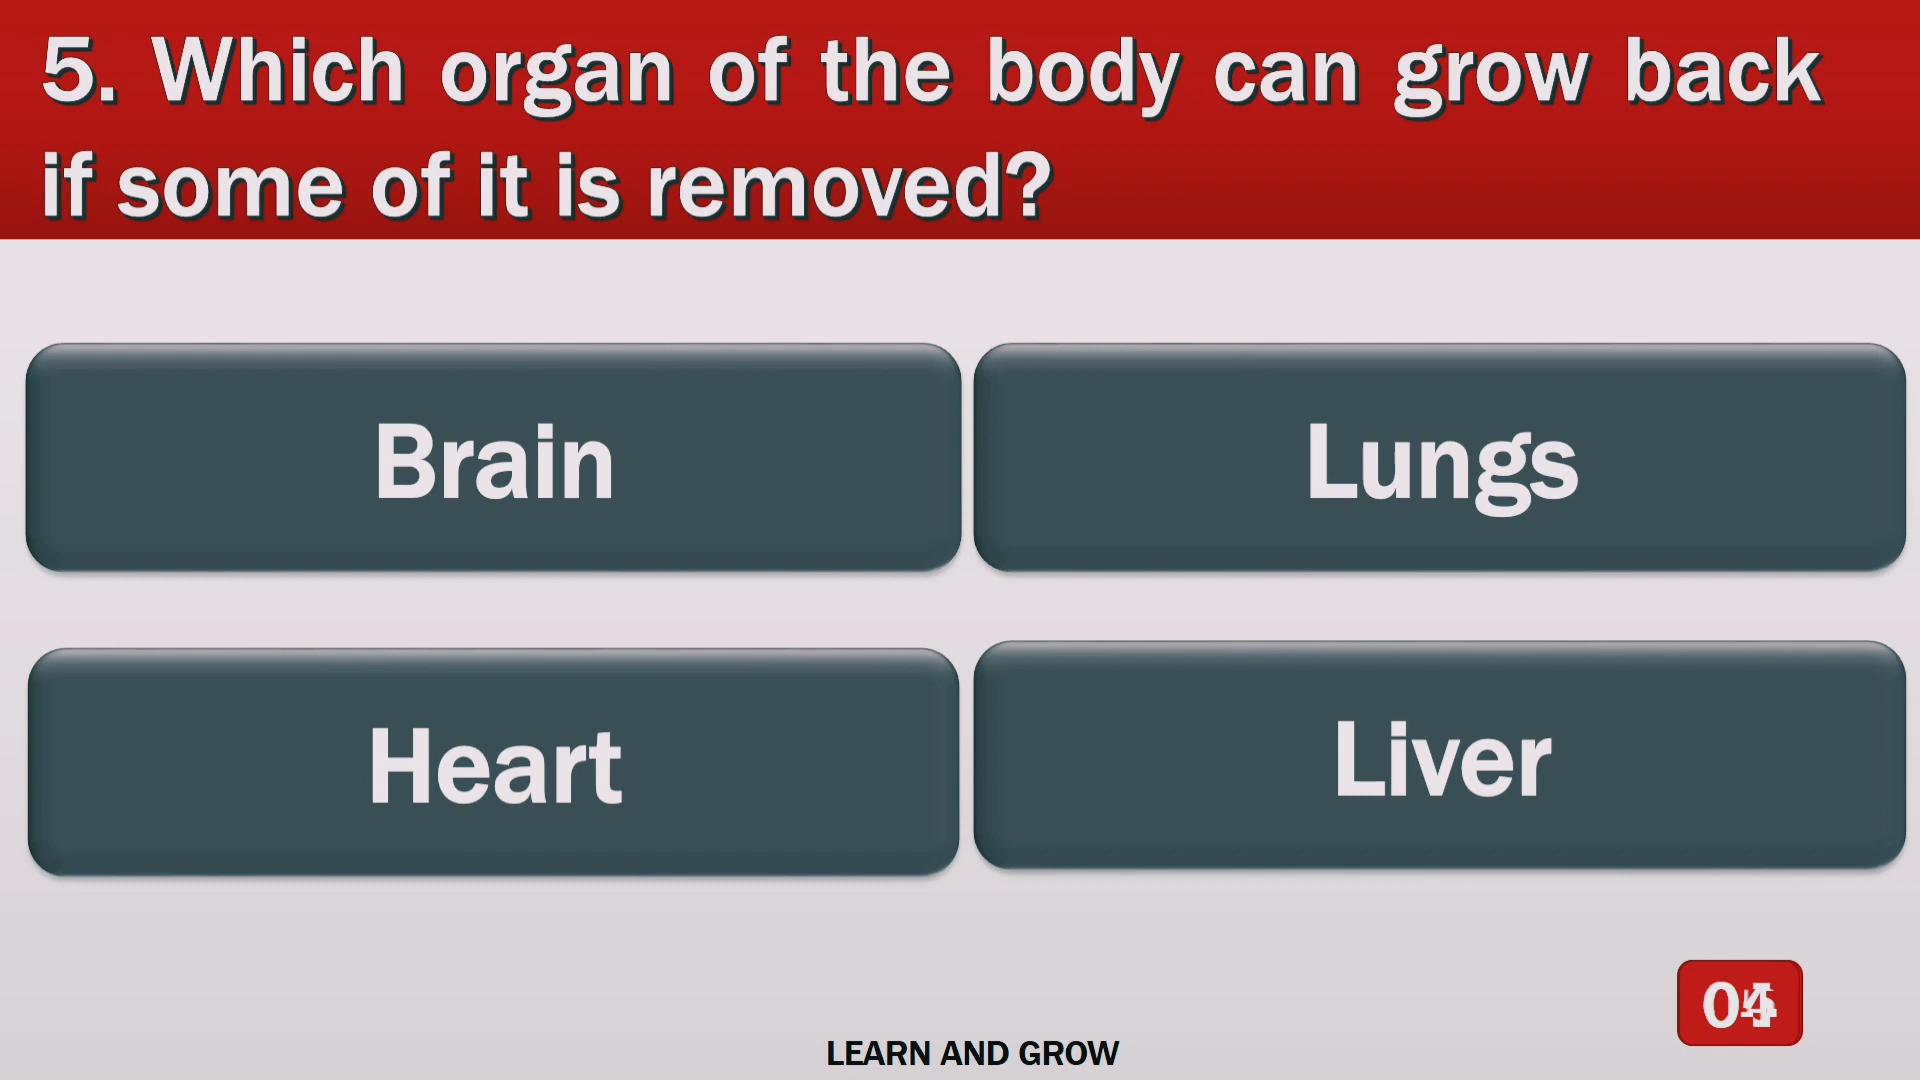 5. Which organ of the body can grow back
if some of it is removed?
Brain
Lungs
Heart
Liver
LEARN AND GROW